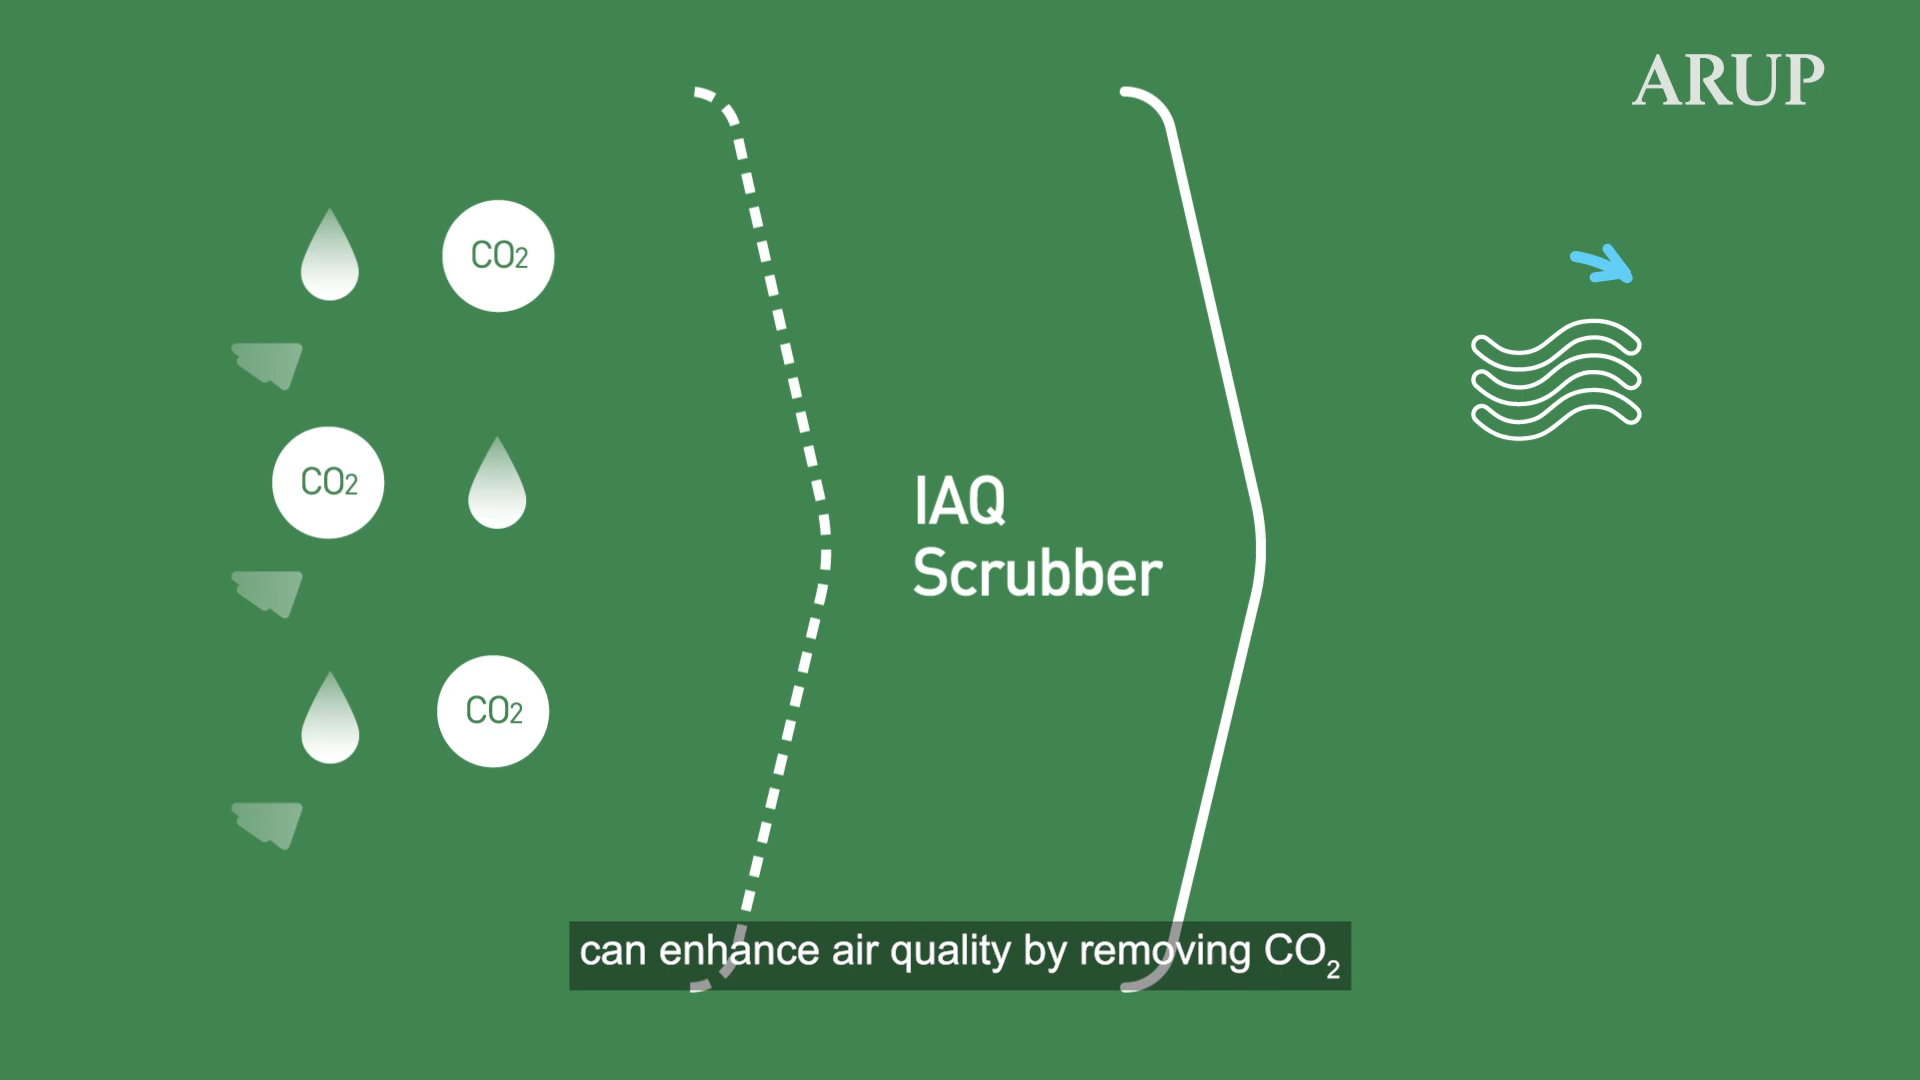 ARUP
CO2
CO2
IAQ
Scrubber
CO2
can enhance air quality by removing CO₂